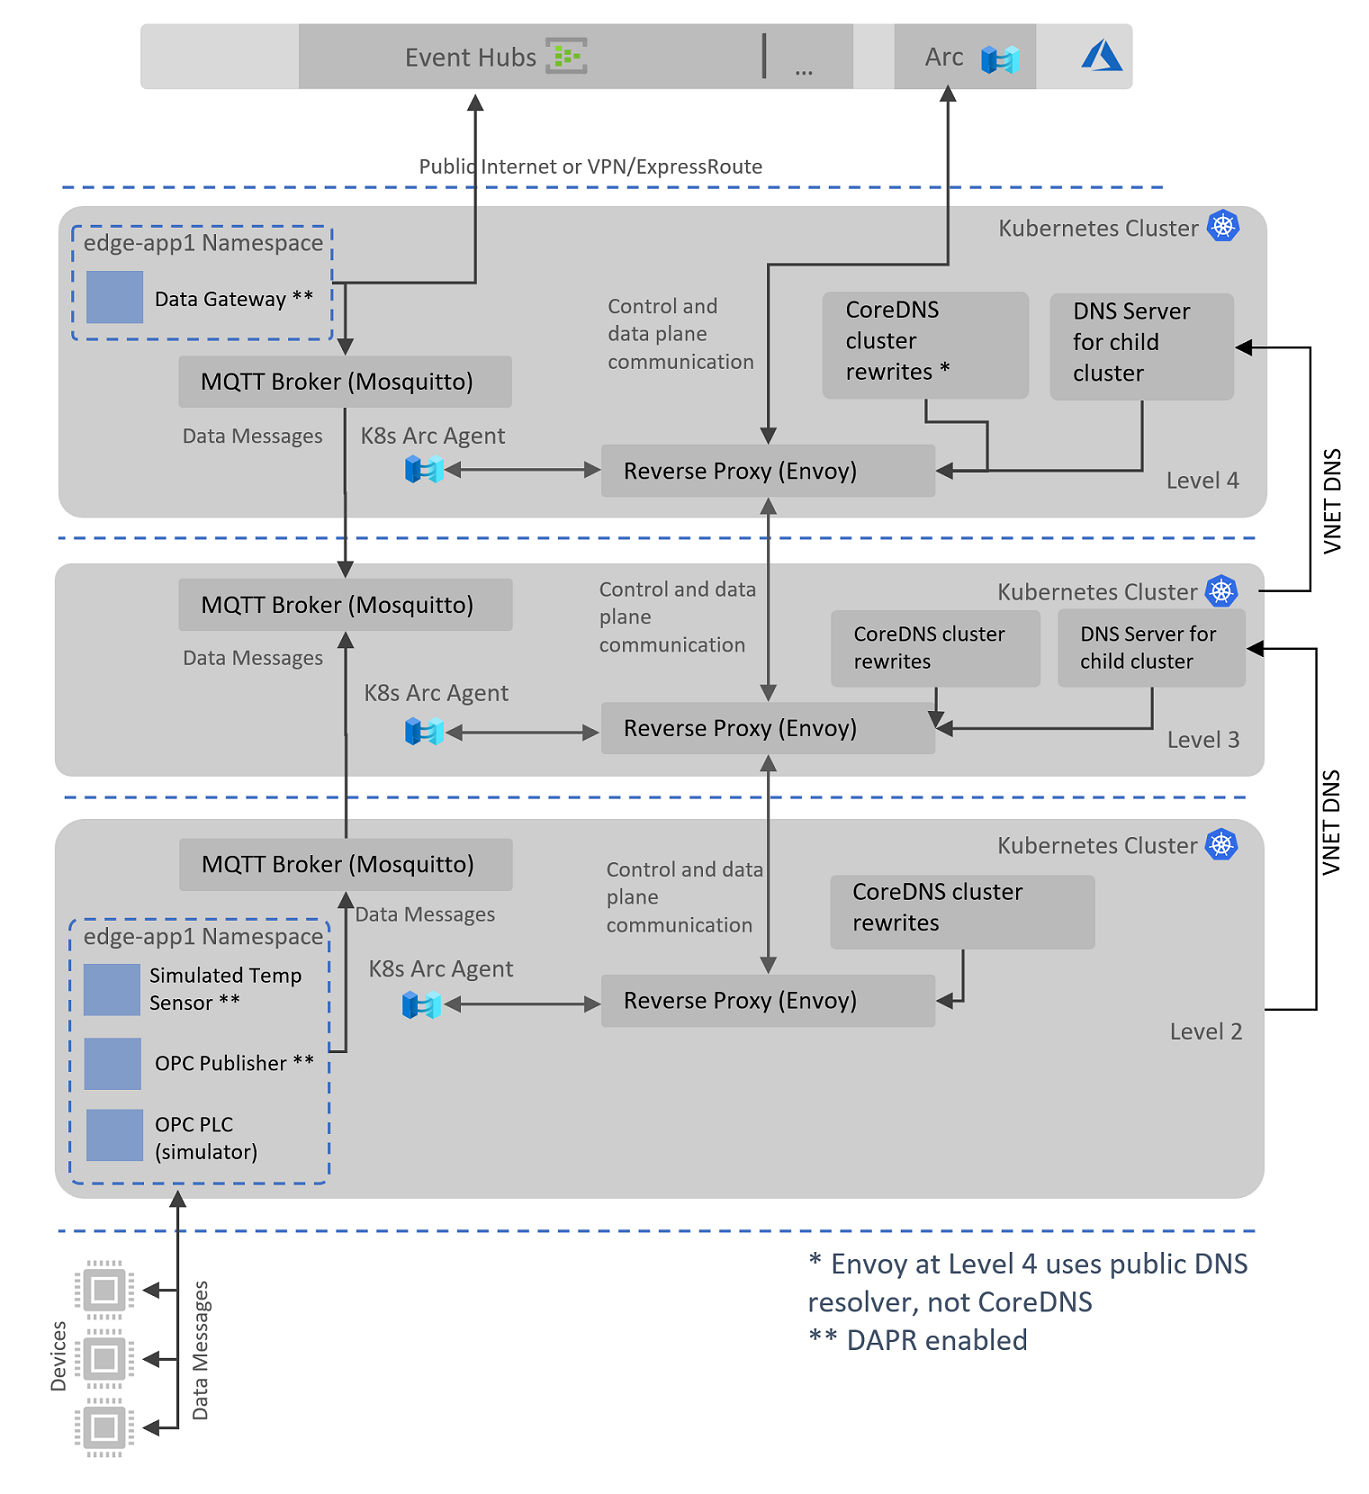 Event Hubs
...
Arc
Public Internet or VPN/ExpressRoute
Kubernetes Cluster
edge-app1 Namespace
Data Gateway **
Control and
data plane
communication
CoreDNS
cluster
rewrites *
DNS Server
for child
cluster
MQTT Broker (Mosquitto)
Data Messages
K8s Arc Agent
Reverse Proxy (Envoy)
Level 4
VNET DNS
Kubernetes Cluster
MQTT Broker (Mosquitto)
Control and data
plane
communication
CoreDNS cluster
rewrites
DNS Server for
child cluster
Data Messages
K8s Arc Agent
Reverse Proxy (Envoy)
Level 3
VNET DNS
Kubernetes Cluster
MQTT Broker (Mosquitto)
Control and data
plane
communication
CoreDNS cluster
rewrites
Data Messages
edge-app1 Namespace
Simulated Temp
Sensor **
OPC Publisher **
OPC PLC
(simulator)
K8s Arc Agent
Reverse Proxy (Envoy)
Level 2
Devices
Data Messages
* Envoy at Level 4 uses public DNS
resolver, not CoreDNS
** DAPR enabled